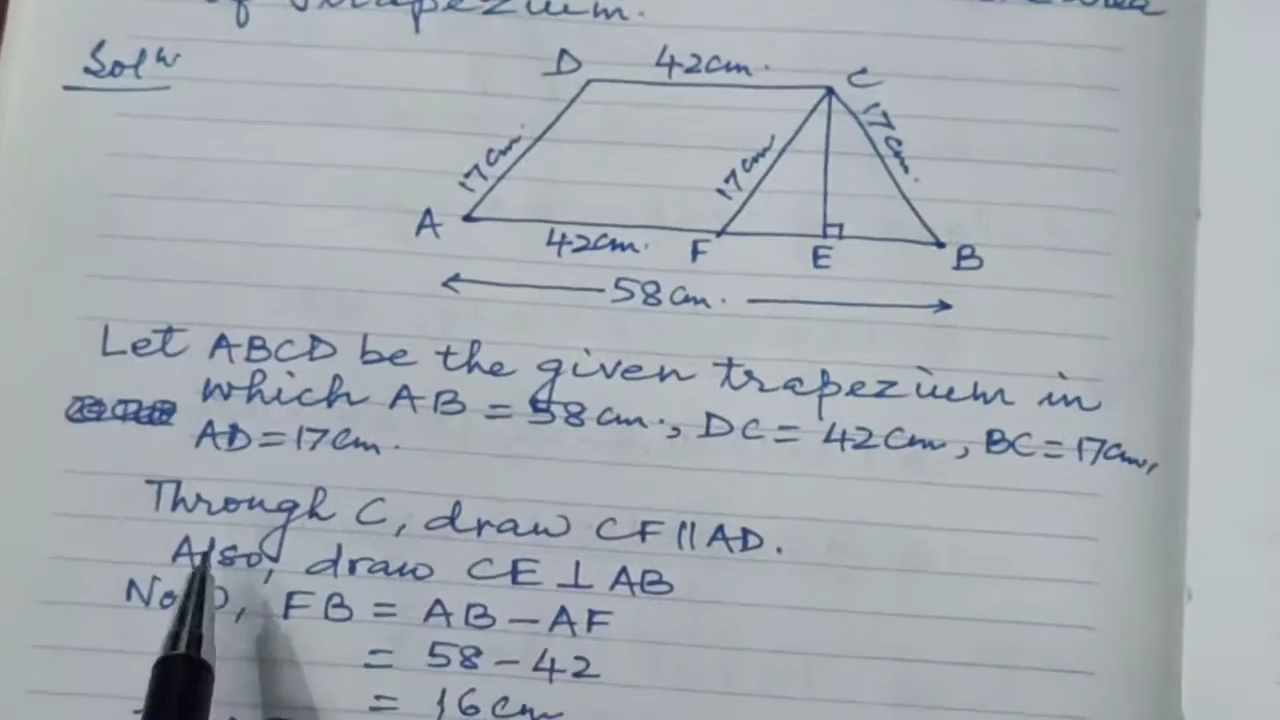 of Trapezium.
Solⁿ
D 42cm. C
17cm. 17cm 17cm.
A 42cm. F E B
58cm.
Let ABCD be the given trapezium in
which AB = 58cm., DC = 42cm, BC = 17cm,
AD = 17cm.
Through C, draw CF || AD.
Also, draw CE ⊥ AB
Now, FB = AB - AF
= 58 - 42
= 16cm